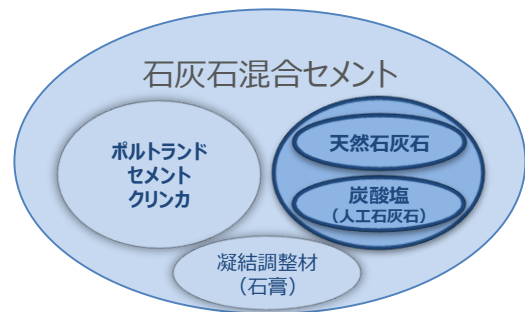 石灰石混合セメント
ポルトランド
セメント
クリンカ
天然石灰石
炭酸塩
(人工石灰石)
凝結調整材
(石膏)